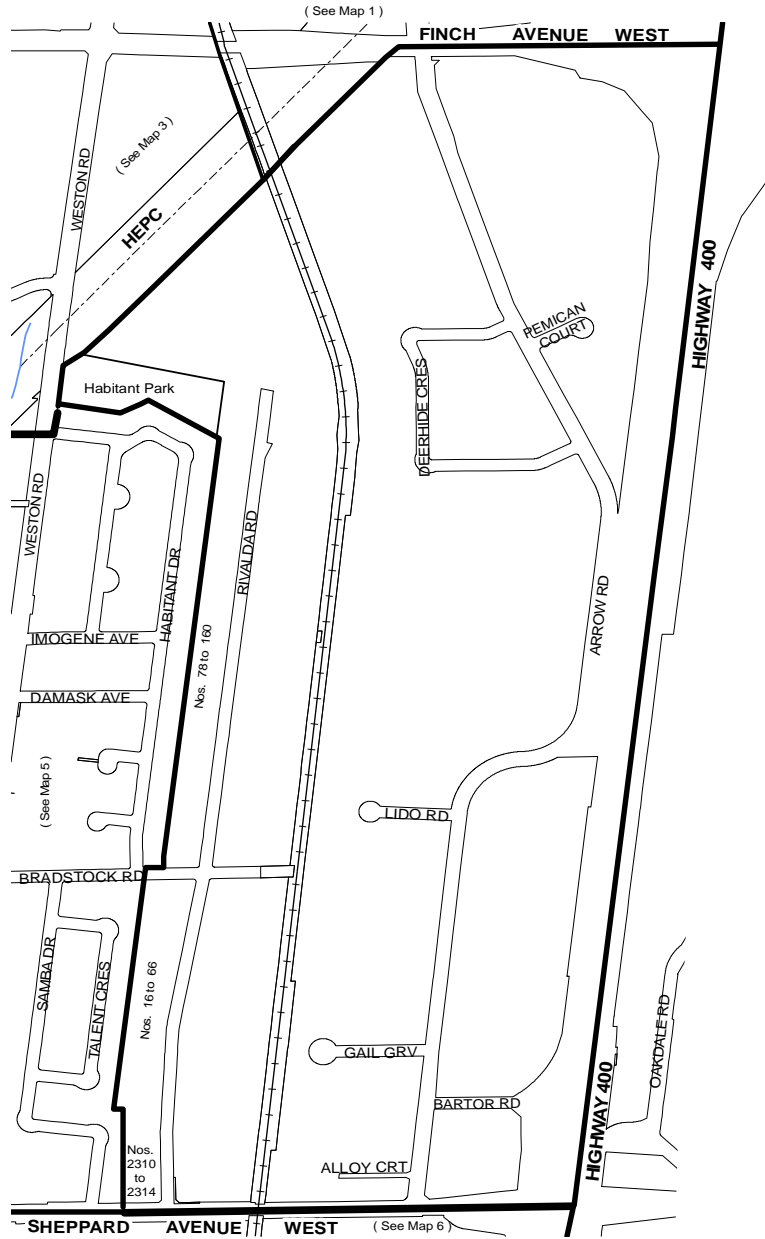 ( See Map 1 )
FINCH AVENUE WEST
( See Map 3 )
WESTON RD
HEPC
HIGHWAY 400
PEMICAN
COURT
Habitant Park
DEERHIDE CRES
WESTON RD
RIVALDA RD
HABITANT DR
ARROW RD
IMOGENE AVE
Nos. 78 to 160
DAMASK AVE
( See Map 5 )
LIDO RD
BRADSTOCK RD
SAMBA DR
TALENT CRES
Nos. 16 to 66
OAKDALE RD
GAIL GRV
HIGHWAY 400
BARTOR RD
Nos.
2310
to
2314
ALLOY CRT
SHEPPARD AVENUE WEST
( See Map 6 )